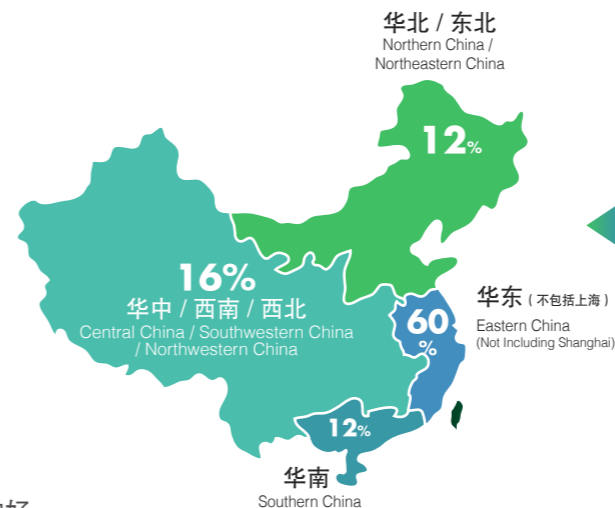 华北 / 东北
Northern China /
Northeastern China
12%
16%
华中 / 西南 / 西北
Central China / Southwestern China
/ Northwestern China
华东 ( 不包括上海 )
Eastern China
(Not Including Shanghai)
60
%
12%
华南
Southern China